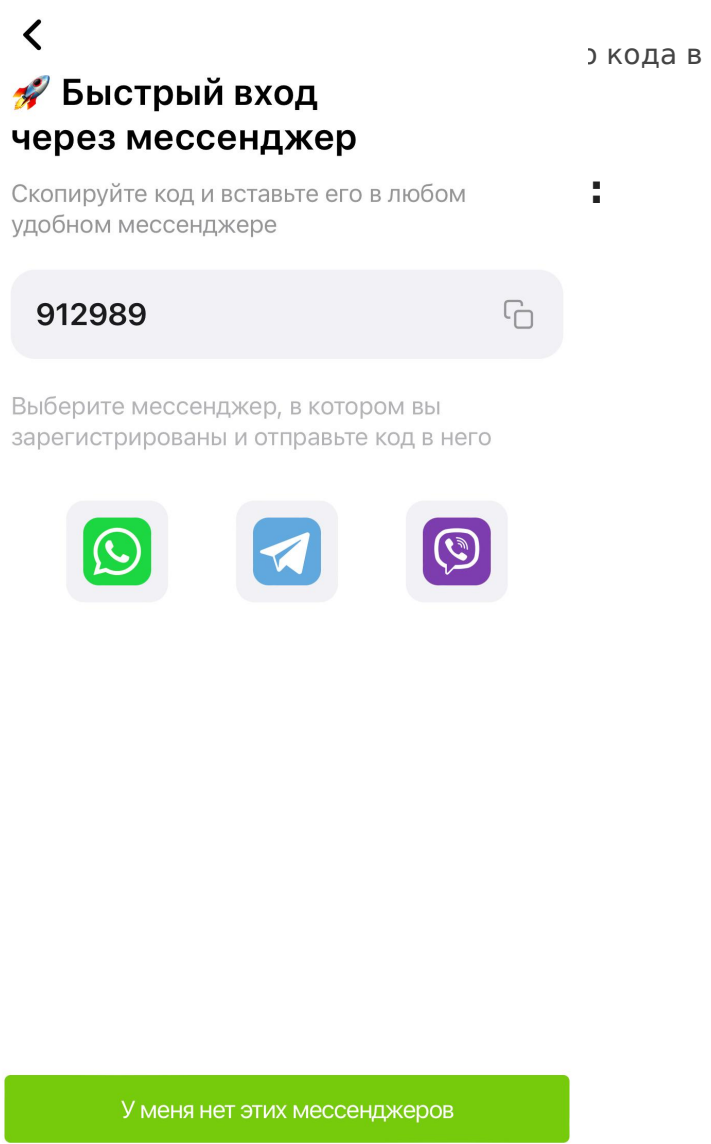 🚀 Быстрый вход
через мессенджер
Скопируйте код и вставьте его в любом
удобном мессенджере
912989
Выберите мессенджер, в котором вы
зарегистрированы и отправьте код в него
У меня нет этих мессенджеров
кода в
: